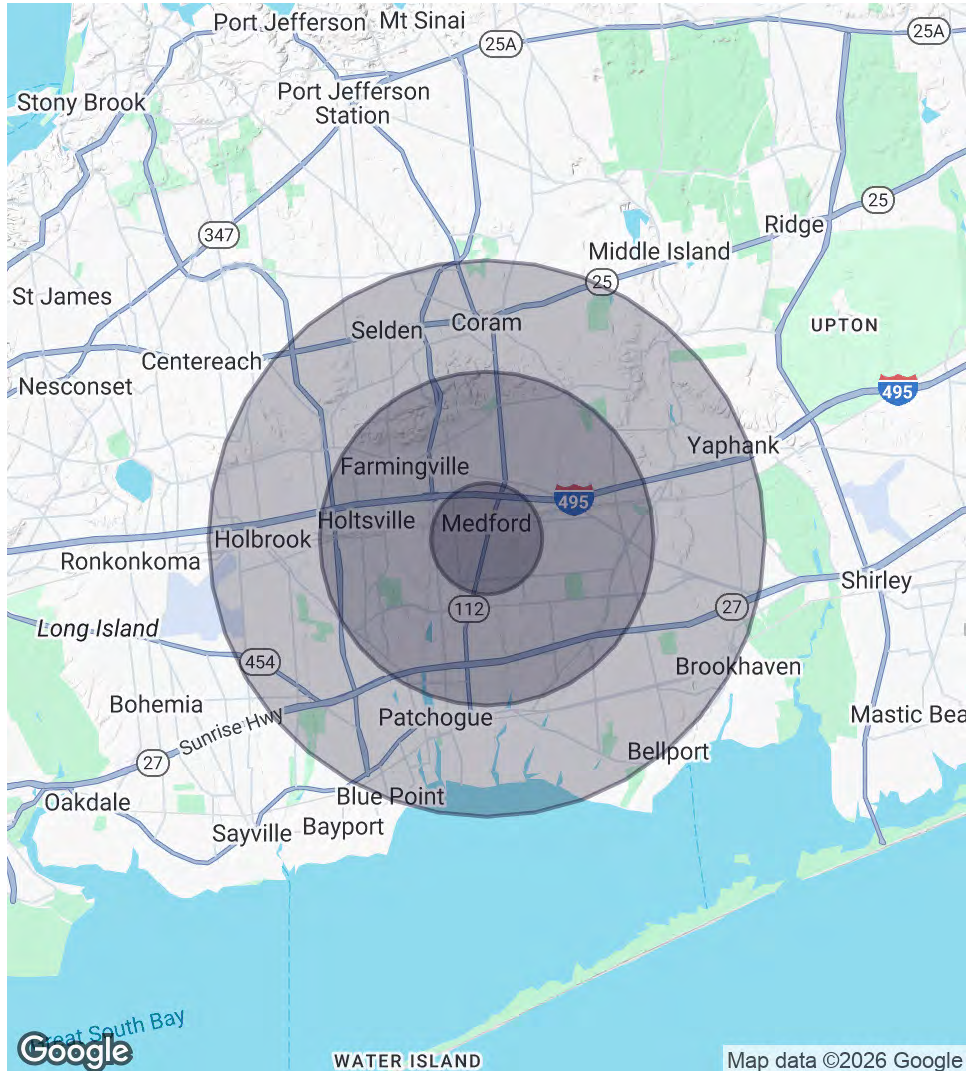 Port Jefferson
Mt Sinai
25A
25A
Stony Brook
Port Jefferson
Station
25
Ridge
347
Middle Island
25
St James
UPTON
Selden
Coram
Centereach
Nesconset
495
Yaphank
Farmingville
495
Holtsville
Medford
Holbrook
Ronkonkoma
Shirley
112
27
Long Island
454
Brookhaven
Bohemia
Mastic Bea
Sunrise Hwy
Patchogue
Bellport
27
Blue Point
Oakdale
Bayport
Sayville
Great South Bay
Google
WATER ISLAND
Map data ©2026 Google